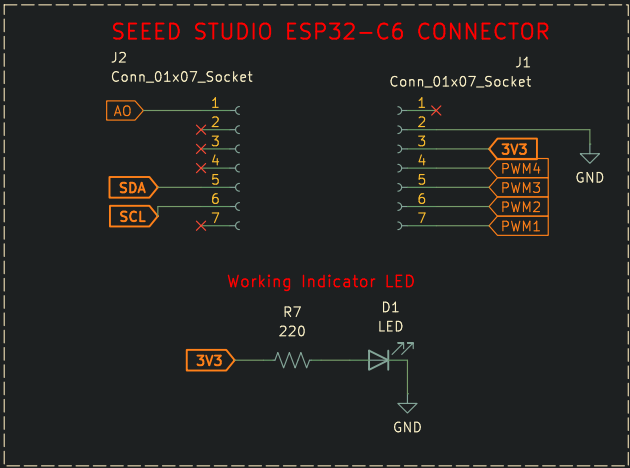 SEEED STUDIO ESP32-C6 CONNECTOR
J2
Conn_01x07_Socket
J1
Conn_01x07_Socket
A0 1
2
3
4
SDA 5
SCL 6
7
1
2
3 3V3
4 PWM4
5 PWM3
6 PWM2
7 PWM1
GND
Working Indicator LED
R7
220
D1
LED
3V3
GND